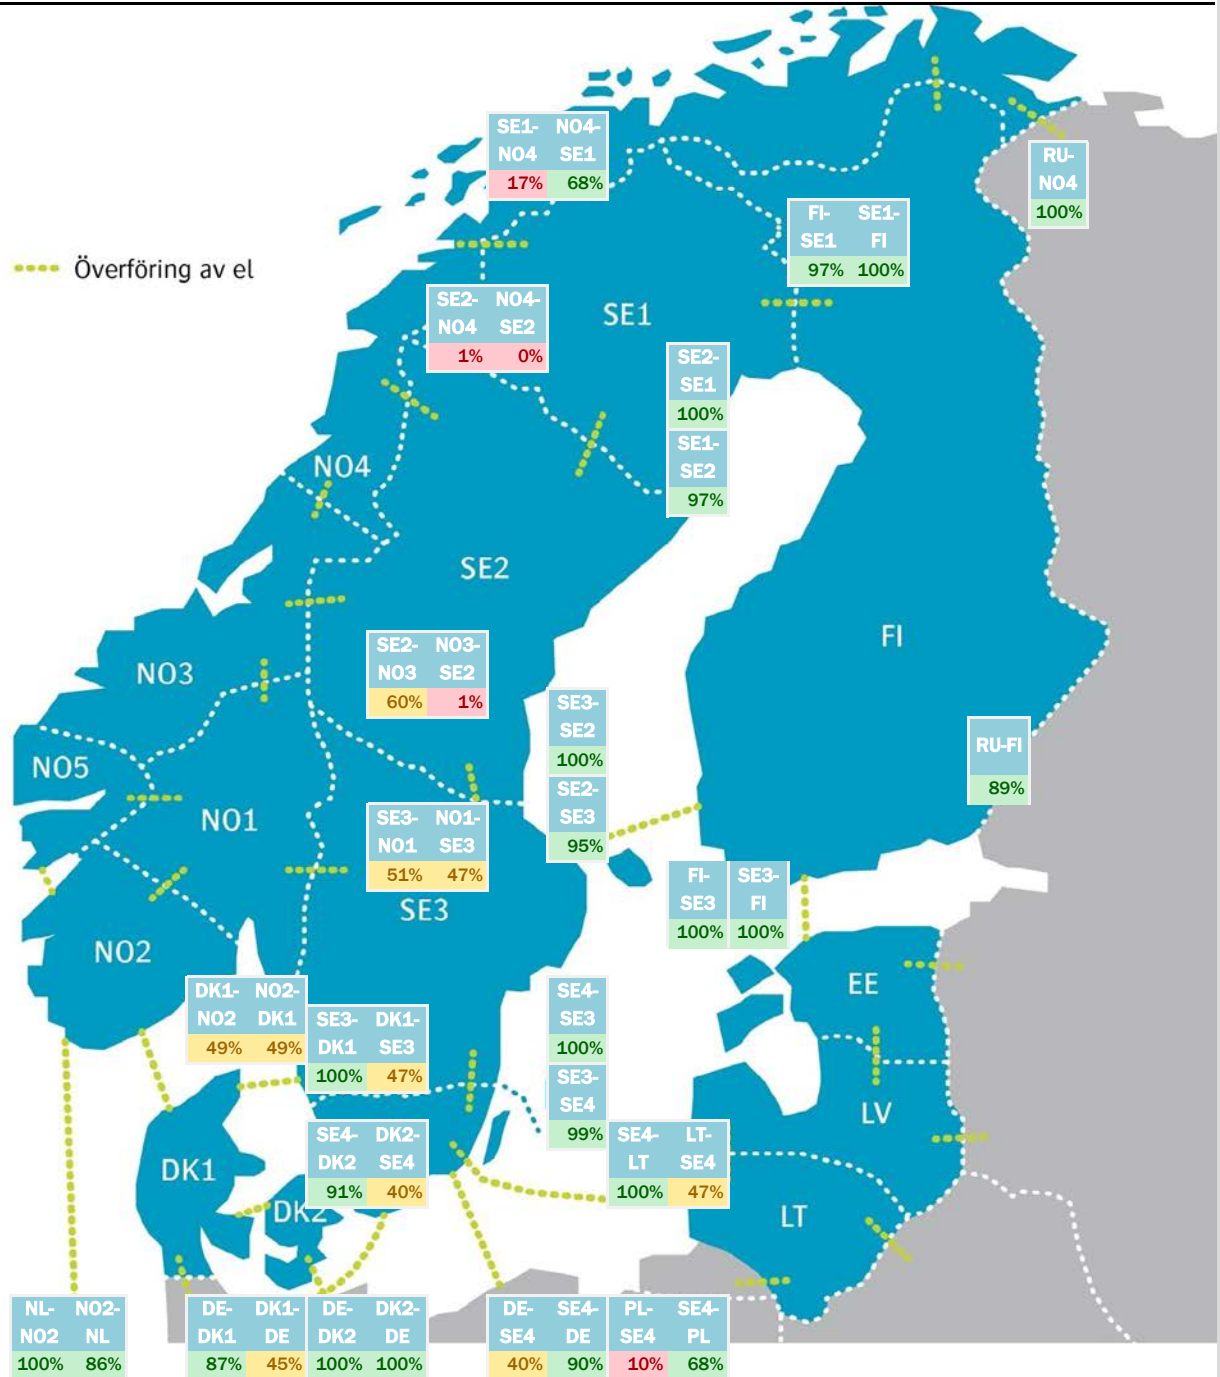 SE1- NO4-
NO4 SE1
17% 68%
RU-
NO4
100%
FI- SE1-
SE1 FI
97% 100%
Överföring av el
SE2- NO4-
NO4 SE2
1% 0%
SE1
SE2-
SE1
100%
SE1-
SE2
97%
NO4
SE2
FI
SE2- NO3-
NO3 SE2
60% 1%
NO3
SE3-
SE2
100%
SE2-
SE3
95%
RU-FI
89%
NO5
NO1
SE3- NO1-
NO1 SE3
51% 47%
SE3
FI- SE3-
SE3 FI
100% 100%
NO2
EE
DK1- NO2-
NO2 DK1
49% 49%
SE3- DK1-
DK1 SE3
100% 47%
SE4-
SE3
100%
SE3-
SE4
99%
LV
SE4- DK2-
DK2 SE4
91% 40%
SE4- LT-
LT SE4
100% 47%
DK1
DK2
LT
NL- NO2-
NO2 NL
100% 86%
DE- DK1-
DK1 DE
87% 45%
DE- DK2-
DK2 DE
100% 100%
DE- SE4-
SE4 DE
40% 90%
PL- SE4-
SE4 PL
10% 68%